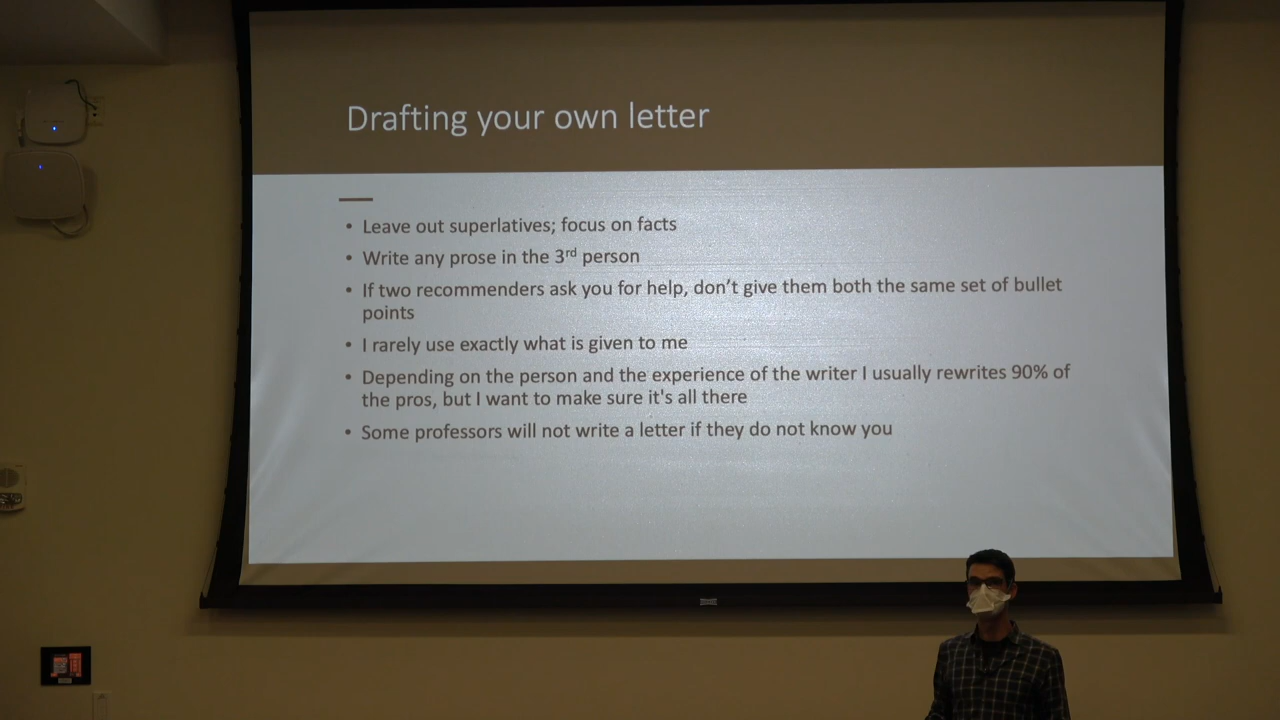 Drafting your own letter
• Leave out superlatives; focus on facts
• Write any prose in the 3rd person
• If two recommenders ask you for help, don't give them both the same set of bullet
points
• I rarely use exactly what is given to me
• Depending on the person and the experience of the writer I usually rewrites 90% of
the pros, but I want to make sure it's all there
• Some professors will not write a letter if they do not know you